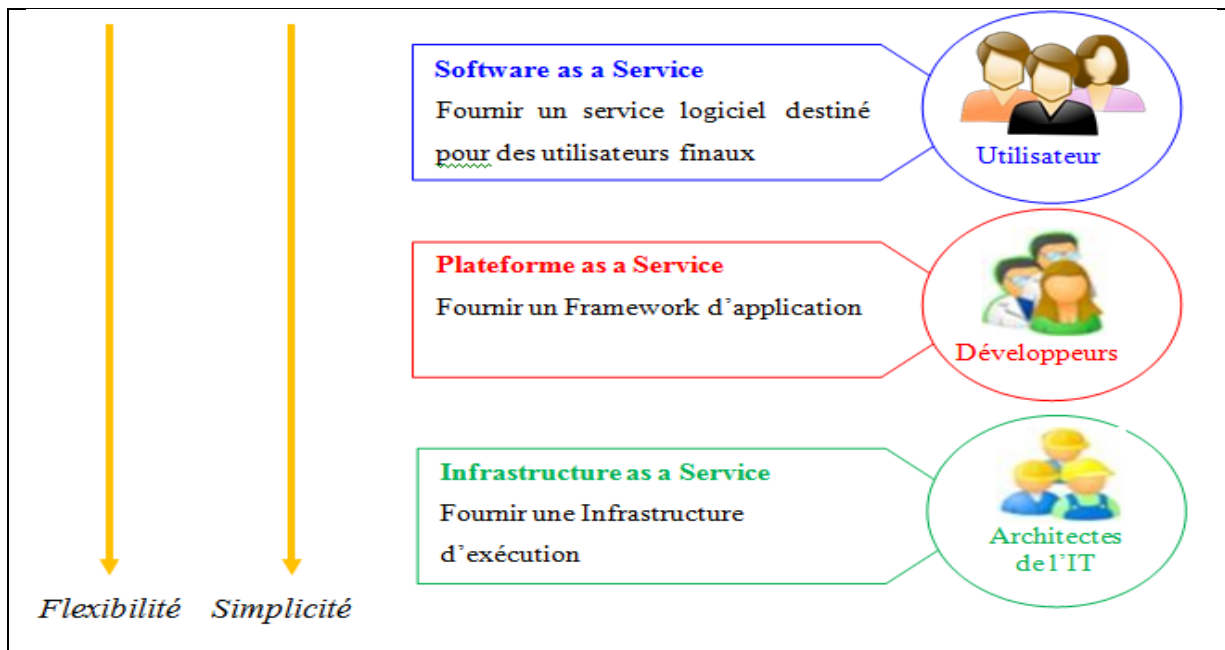 Software as a Service
Fournir un service logiciel destiné
pour des utilisateurs finaux
Utilisateur
Plateforme as a Service
Fournir un Framework d’application
Développeurs
Infrastructure as a Service
Fournir une Infrastructure
d’exécution
Architectes
de l’IT
Flexibilité
Simplicité